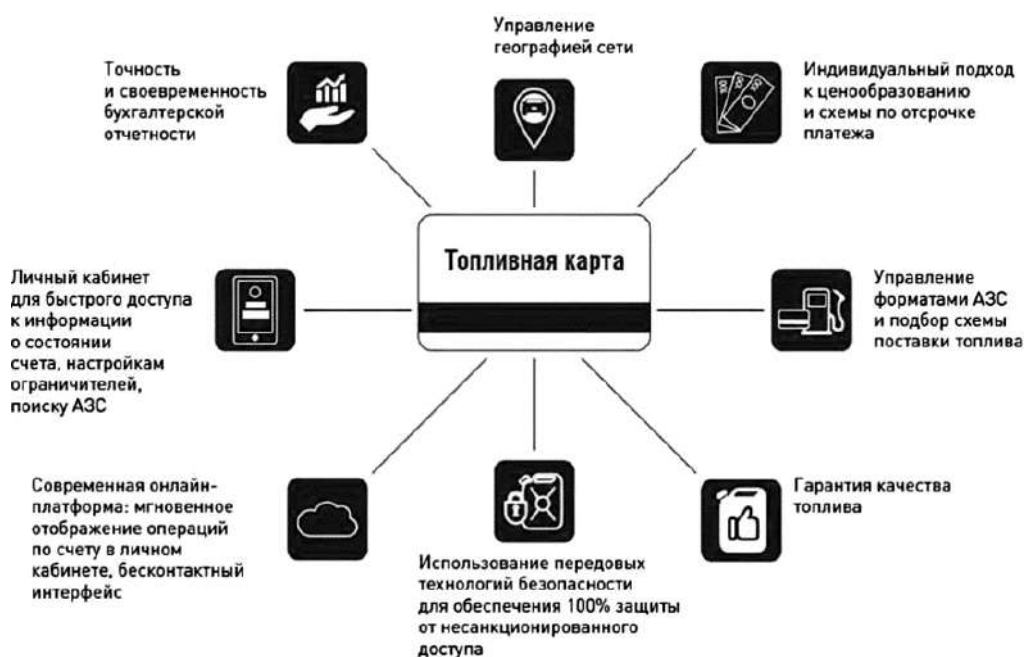 Управление
географией сети
Точность
и своевременность
бухгалтерской
отчетности
Индивидуальный подход
к ценообразованию
и схемы по отсрочке
платежа
100
100
100
Топливная карта
Личный кабинет
для быстрого доступа
к информации
о состоянии
счета, настройкам
ограничителей,
поиску АЗС
Управление
форматами АЗС
и подбор схемы
поставки топлива
Современная онлайн-
платформа: мгновенное
отображение операций
по счету в личном
кабинете, бесконтактный
интерфейс
Использование передовых
технологий безопасности
для обеспечения 100% защиты
от несанкционированного
доступа
Гарантия качества
топлива